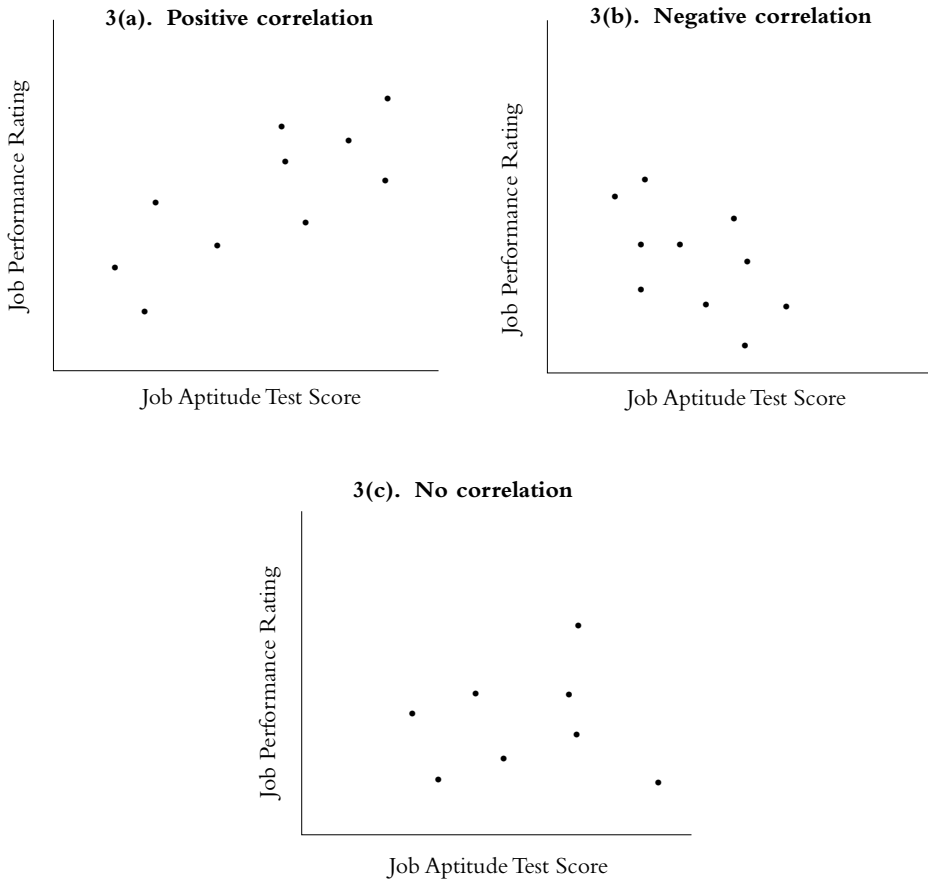 3(a). Positive correlation
Job Performance Rating
Job Aptitude Test Score
3(b). Negative correlation
Job Performance Rating
Job Aptitude Test Score
3(c). No correlation
Job Performance Rating
Job Aptitude Test Score